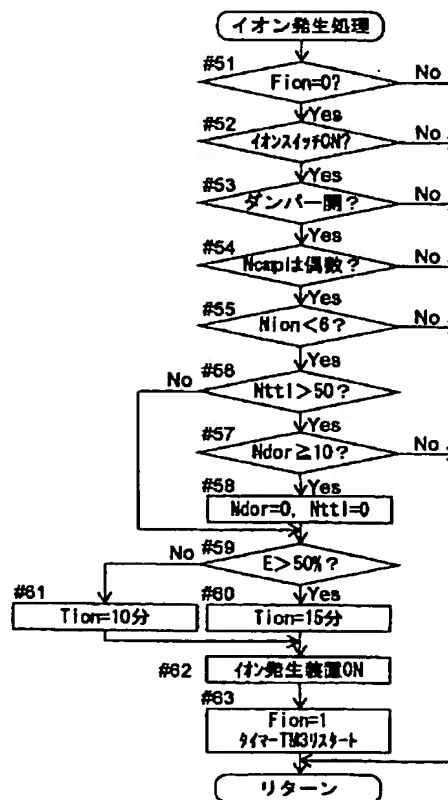 イオン発生処理
#51
Fion=0?
No
Yes
#52
イオンスイッチON?
No
Yes
#53
ダンパー開?
No
Yes
#54
Ncmpは偶数?
No
Yes
#55
Nion<6?
No
Yes
#56
No
Nttl>50?
Yes
#57
Ndor≧10?
No
Yes
#58
Ndor=0, Nttl=0
No
#59
E>50%?
Yes
#61
Tion=10分
#60
Tion=15分
#62
イオン発生装置ON
#63
Fion=1
タイマーTM3リスタート
リターン